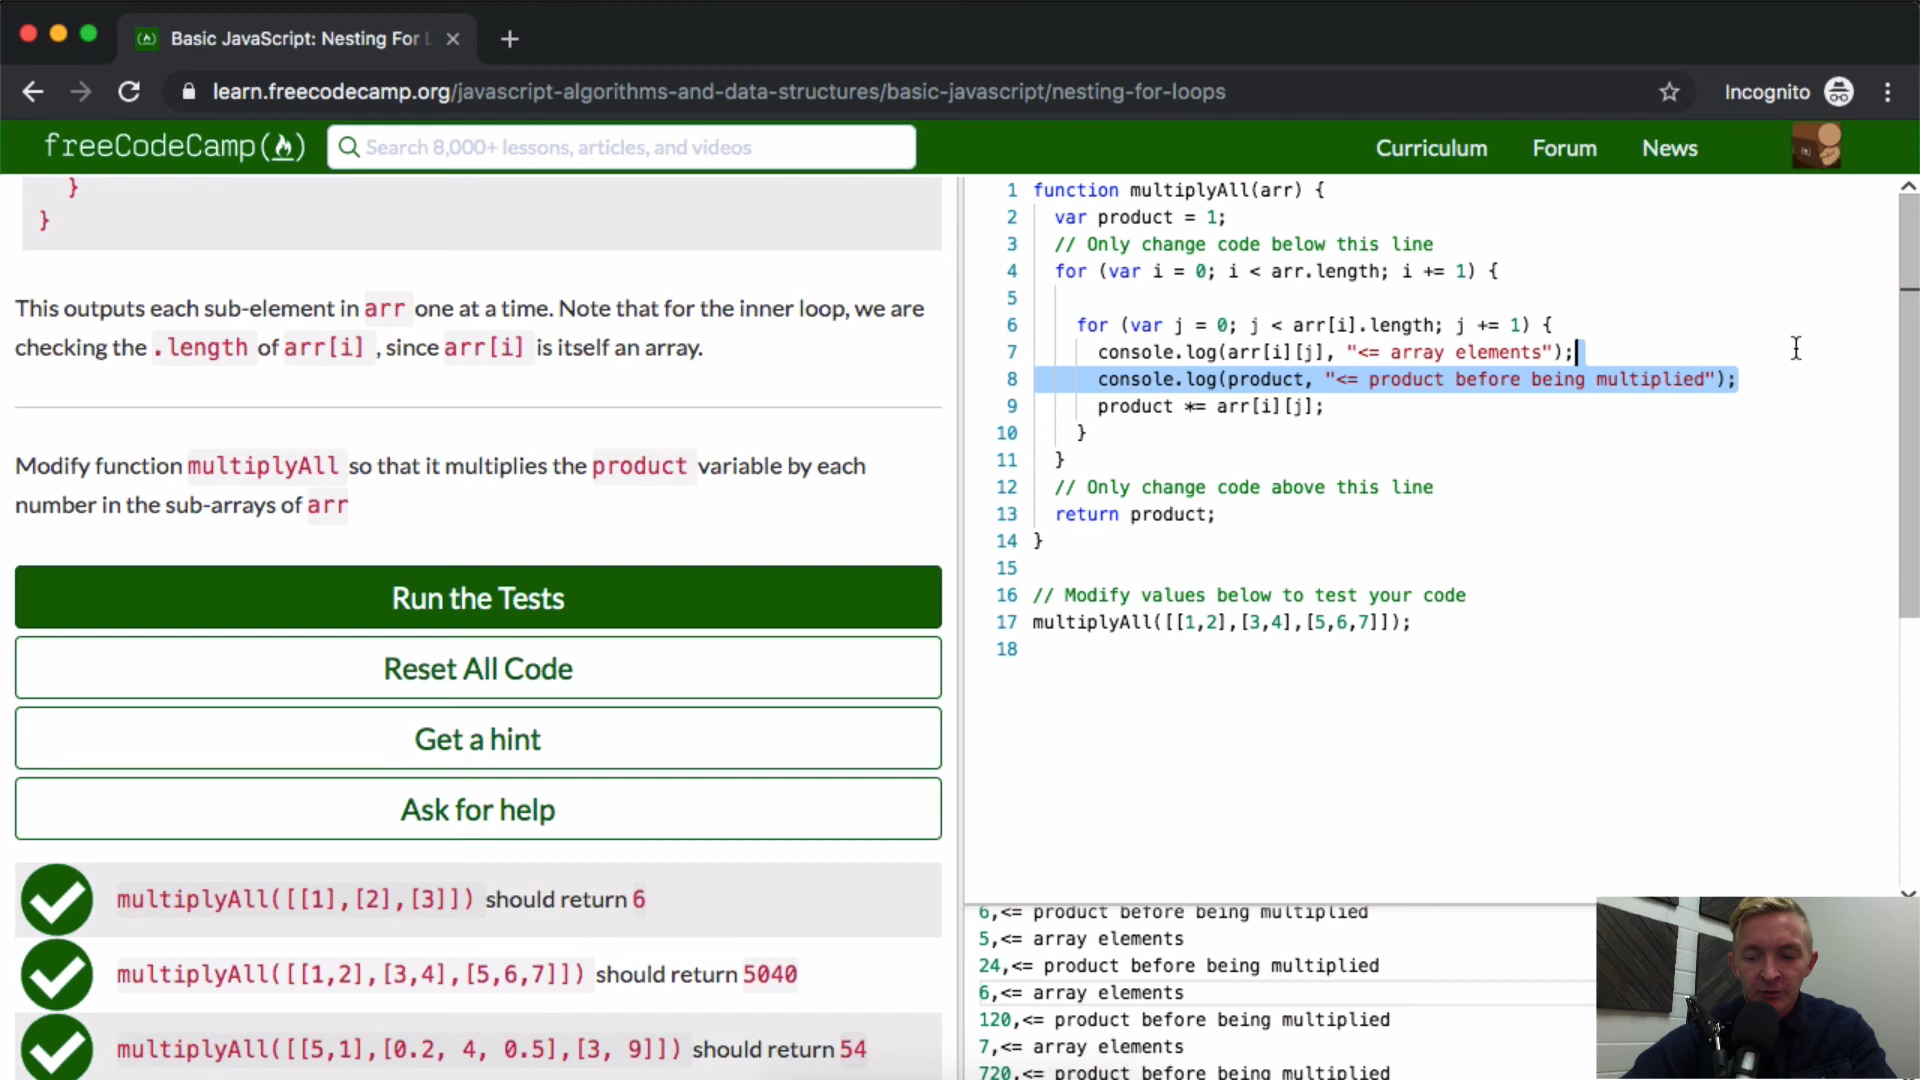 Basic JavaScript: Nesting For L
learn.freecodecamp.org/javascript-algorithms-and-data-structures/basic-javascript/nesting-for-loops
Incognito
freeCodeCamp
Search 8,000+ lessons, articles, and videos
Curriculum
Forum
News
}
}
This outputs each sub-element in arr one at a time. Note that for the inner loop, we are
checking the .length of arr[i] , since arr[i] is itself an array.
Modify function multiplyAll so that it multiplies the product variable by each
number in the sub-arrays of arr
Run the Tests
Reset All Code
Get a hint
Ask for help
multiplyAll([[1],[2],[3]]) should return 6
multiplyAll([[1,2],[3,4],[5,6,7]]) should return 5040
multiplyAll([[5,1],[0.2, 4, 0.5],[3, 9]]) should return 54
1 function multiplyAll(arr) {
2 var product = 1;
3 // Only change code below this line
4 for (var i = 0; i < arr.length; i += 1) {
5
6 for (var j = 0; j < arr[i].length; j += 1) {
7 console.log(arr[i][j], "<= array elements");
8 console.log(product, "<= product before being multiplied");
9 product *= arr[i][j];
10 }
11 }
12 // Only change code above this line
13 return product;
14 }
15
16 // Modify values below to test your code
17 multiplyAll([[1,2],[3,4],[5,6,7]]);
18
6,<= product before being multiplied
5,<= array elements
24,<= product before being multiplied
6,<= array elements
120,<= product before being multiplied
7,<= array elements
720,<= product before being multiplied